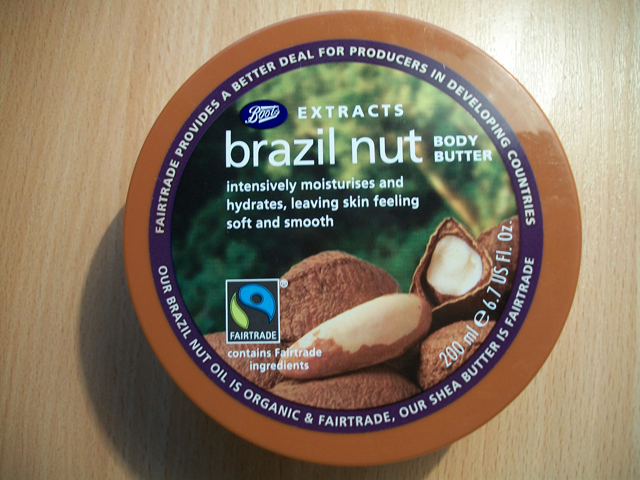 FAIRTRADE PROVIDES A BETTER DEAL FOR PRODUCERS IN DEVELOPING COUNTRIES
Boots EXTRACTS
brazil nut BODY BUTTER
intensively moisturises and
hydrates, leaving skin feeling
soft and smooth
®
FAIRTRADE
contains Fairtrade
ingredients
200 ml e 6.7 US Fl. Oz.
OUR BRAZIL NUT OIL IS ORGANIC & FAIRTRADE, OUR SHEA BUTTER IS FAIRTRADE